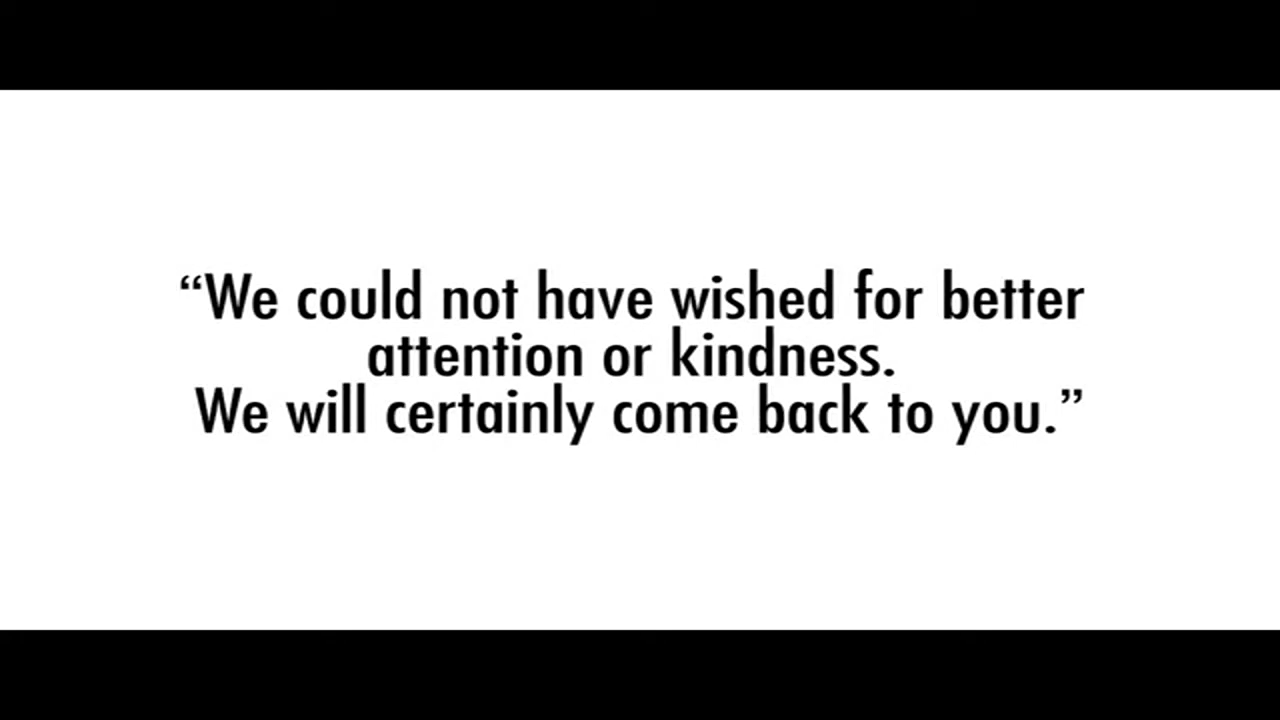 “We could not have wished for better
attention or kindness.
We will certainly come back to you.”